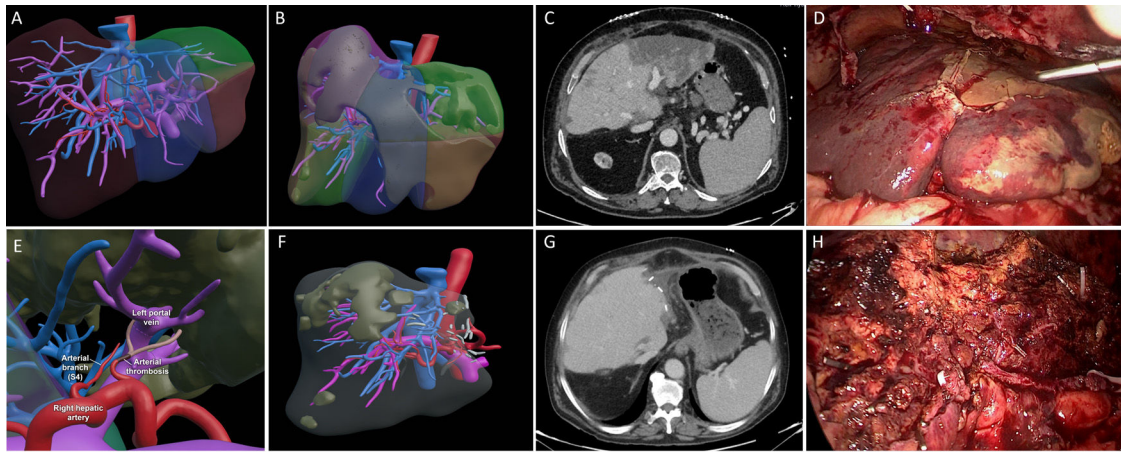 A
B
C
D
E
Left portal
vein
Arterial
branch
(S4)
Arterial
thrombosis
Right hepatic
artery
F
G
H